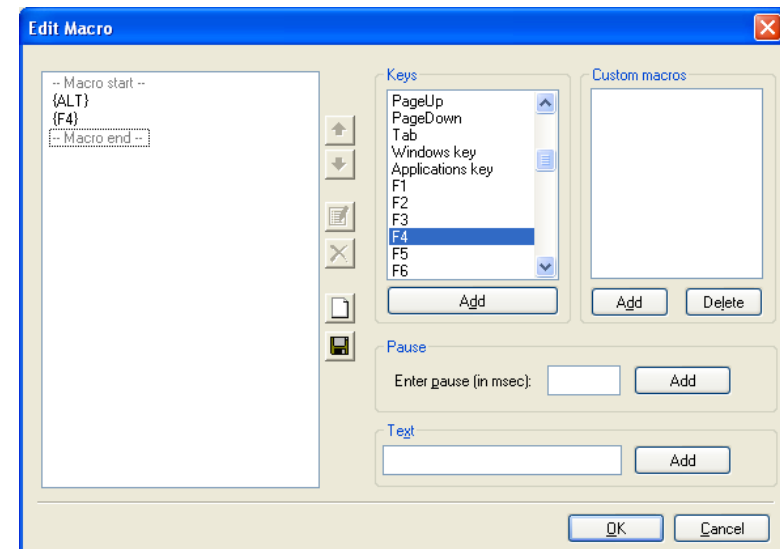 Edit Macro
-- Macro start --
{ALT}
{F4}
-- Macro end --
Keys
PageUp
PageDown
Tab
Windows key
Applications key
F1
F2
F3
F4
F5
F6
Add
Custom macros
Add
Delete
Pause
Enter pause (in msec):
Add
Text
Add
OK
Cancel